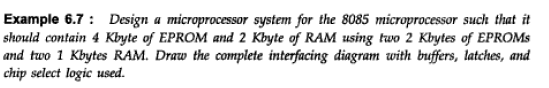 Example 6.7 : Design a microprocessor system for the 8085 microprocessor such that it
should contain 4 Kbyte of EPROM and 2 Kbyte of RAM using two 2 Kbytes of EPROMs
and two 1 Kbytes RAM. Draw the complete interfacing diagram with buffers, latches, and
chip select logic used.